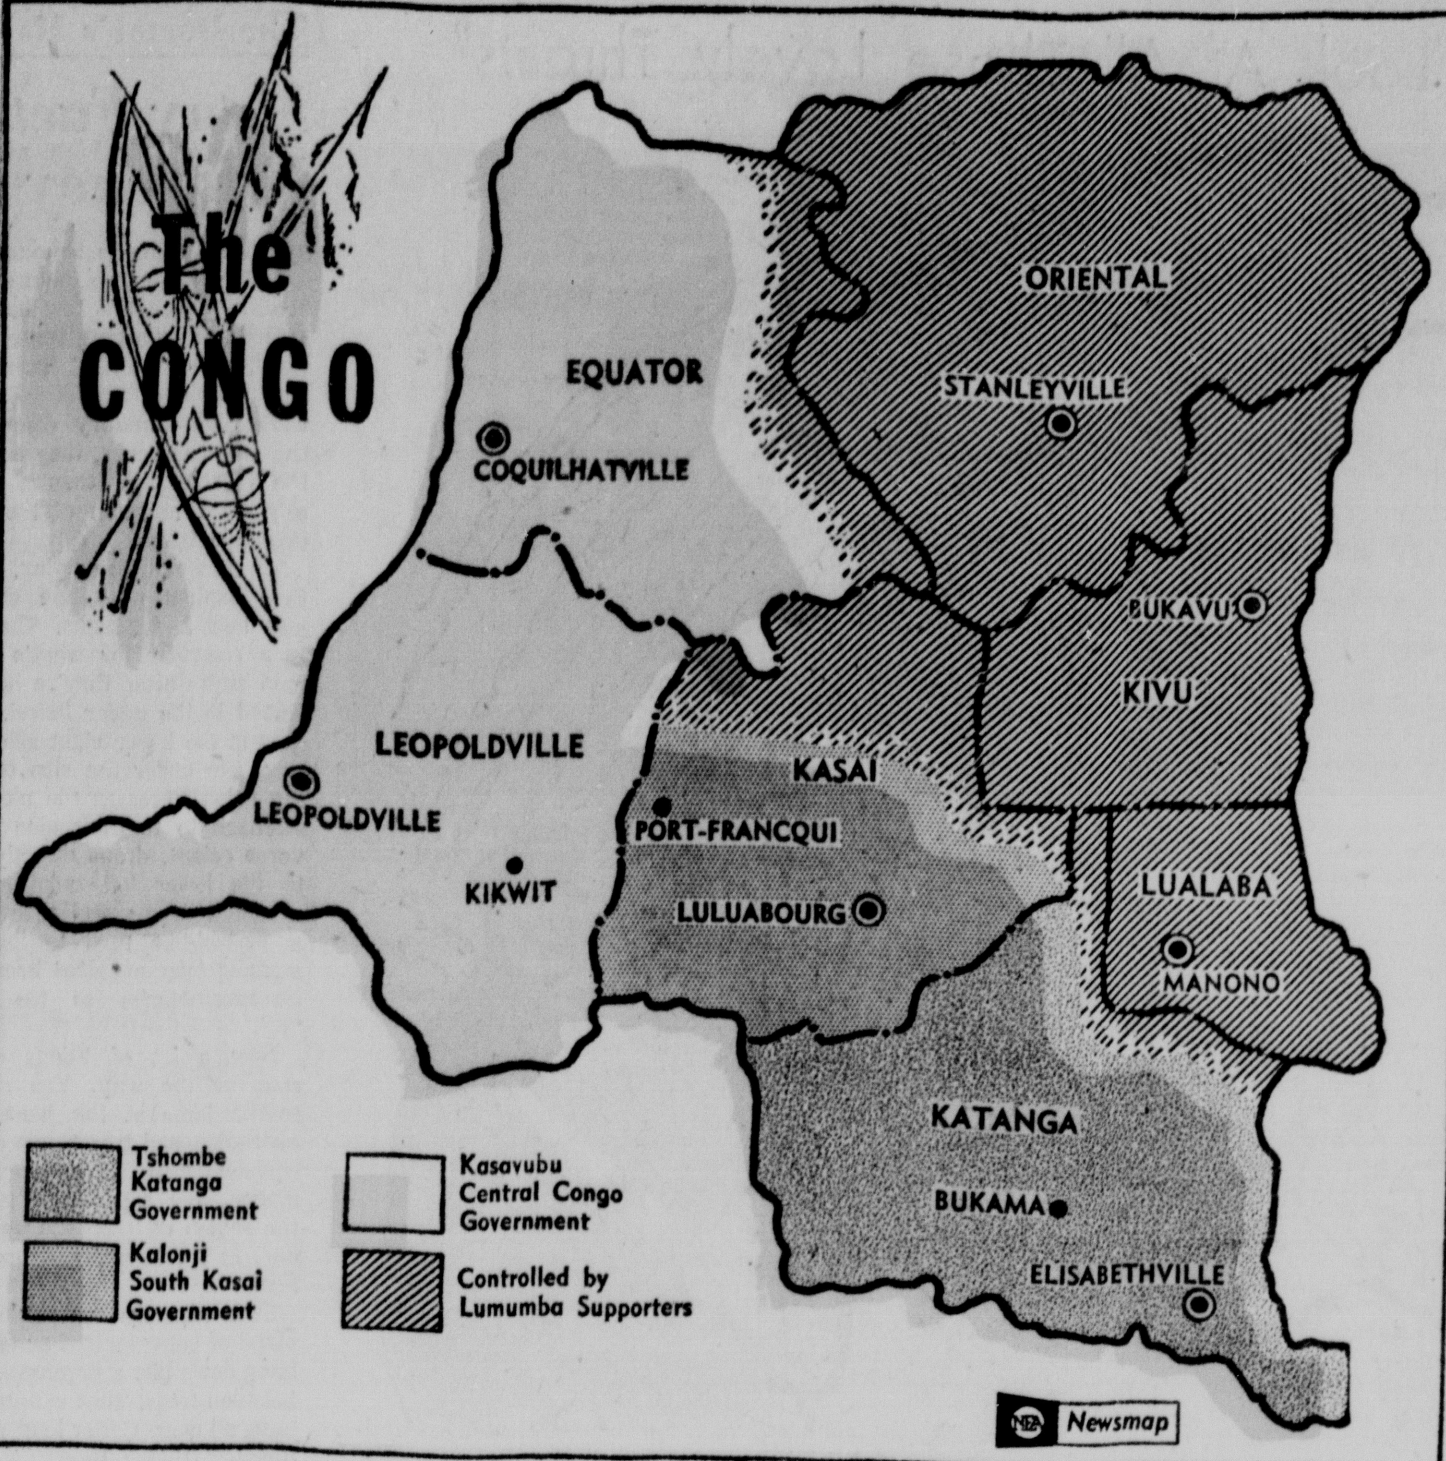 The
CONGO
ORIENTAL
STANLEYVILLE
EQUATOR
COQUILHATVILLE
BUKAVU
KIVU
LEOPOLDVILLE
LEOPOLDVILLE
KASAI
PORT-FRANCQUI
KIKWIT
LULUABOURG
LUALABA
MANONO
KATANGA
BUKAMA
ELISABETHVILLE
Tshombe
Katanga
Government
Kalonji
South Kasai
Government
Kasavubu
Central Congo
Government
Controlled by
Lumumba Supporters
NEA Newsmap